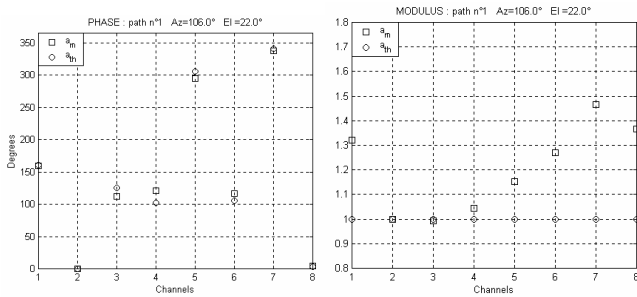 PHASE : path n°1 Az=106.0° El =22.0°
a_m
a_th
350
300
250
200
150
100
50
0
Degrees
1 2 3 4 5 6 7 8
Channels
MODULUS : path n°1 Az=106.0° El =22.0°
a_m
a_th
1.8
1.7
1.6
1.5
1.4
1.3
1.2
1.1
1
0.9
0.8
1 2 3 4 5 6 7 8
Channels